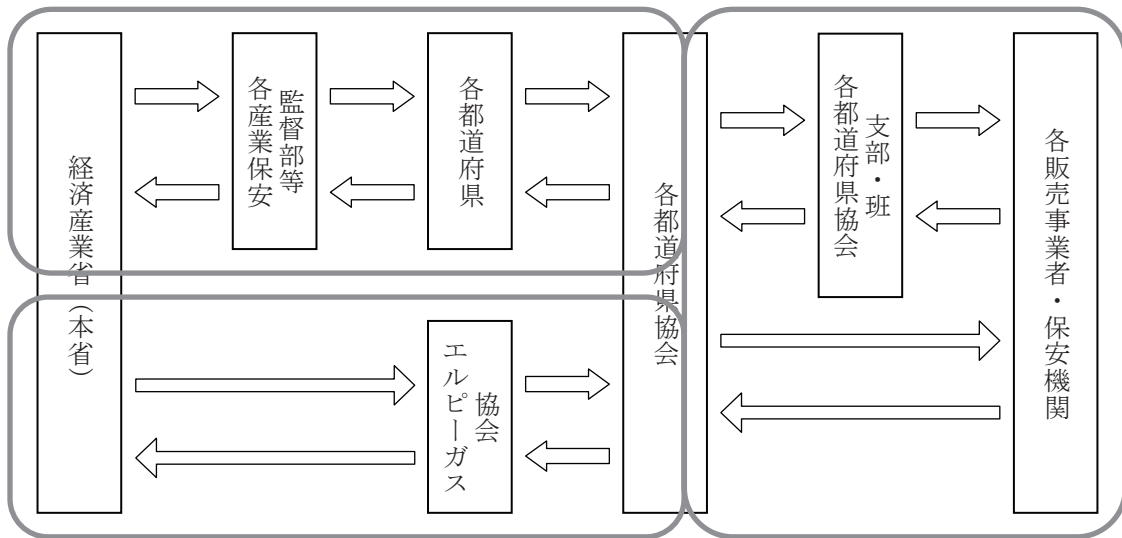 経済産業省（本省）
各産業保安
監督部等
各都道府県
エルピーガス
協会
各都道府県協会
各都道府県協会
支部・班
各販売事業者・保安機関